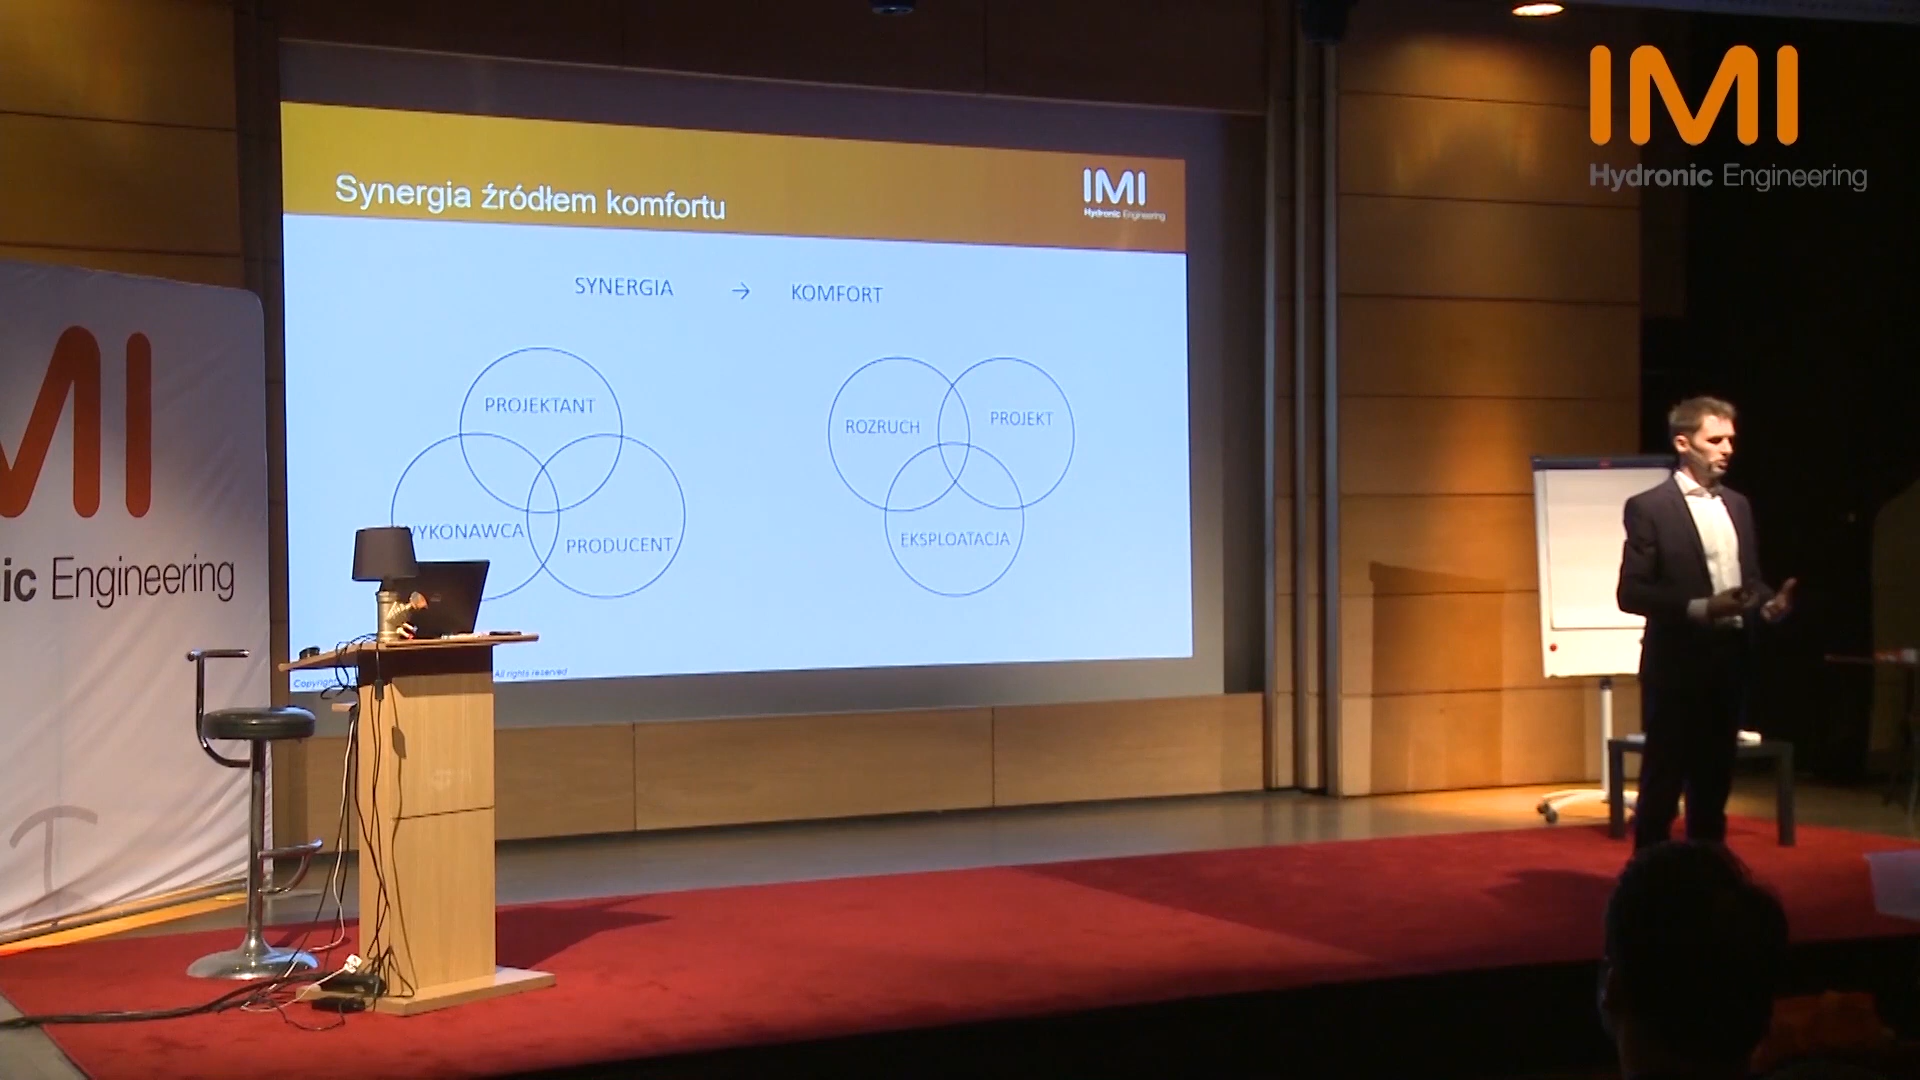 IMI
Hydronic Engineering
Synergia źródłem komfortu
IMI
Hydronic Engineering
SYNERGIA → KOMFORT
PROJEKTANT
WYKONAWCA
PRODUCENT
ROZRUCH
PROJEKT
EKSPLOATACJA
All rights reserved
MI
ic Engineering